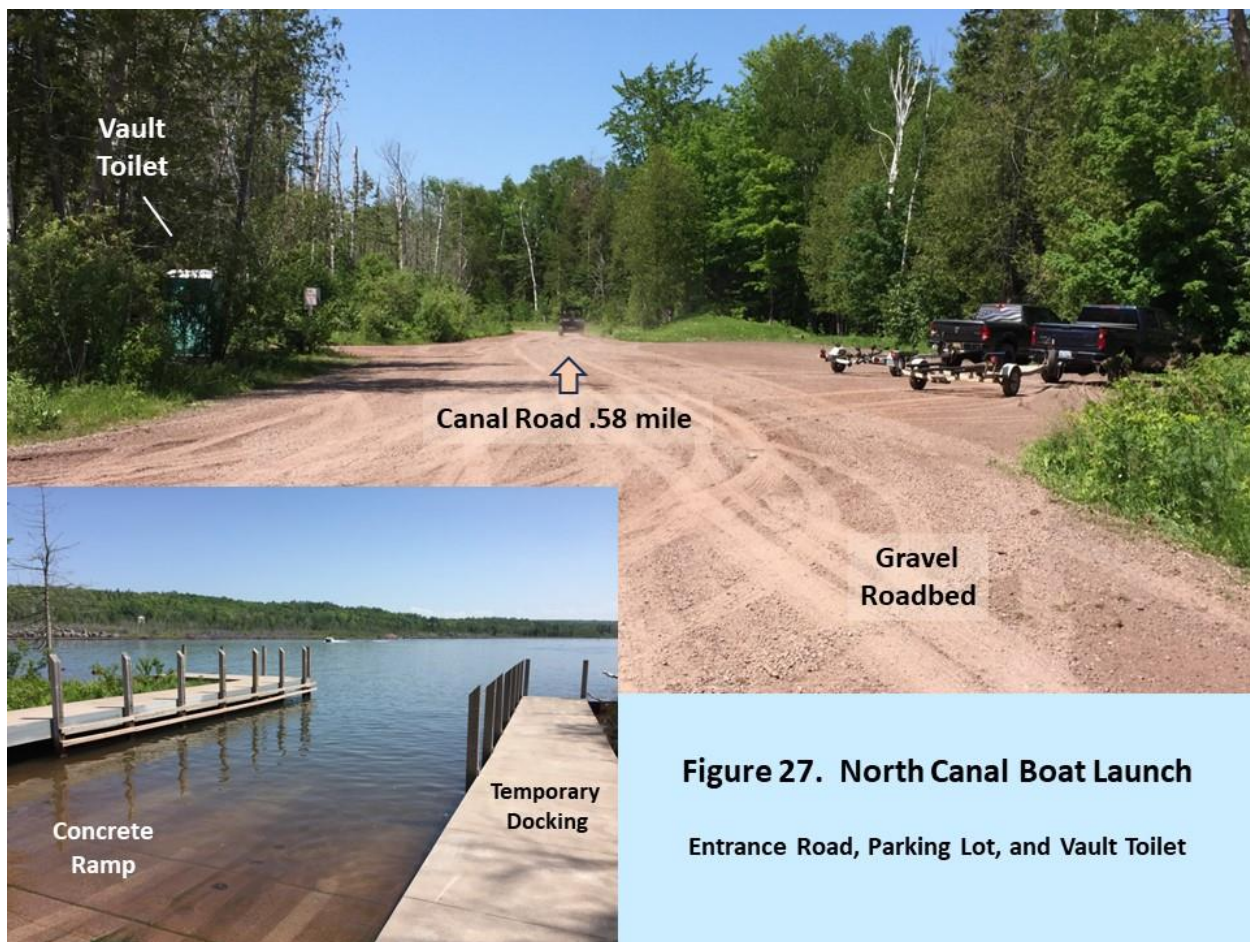 Vault
Toilet
Canal Road .58 mile
Gravel
Roadbed
Concrete
Ramp
Temporary
Docking
Figure 27. North Canal Boat Launch
Entrance Road, Parking Lot, and Vault Toilet